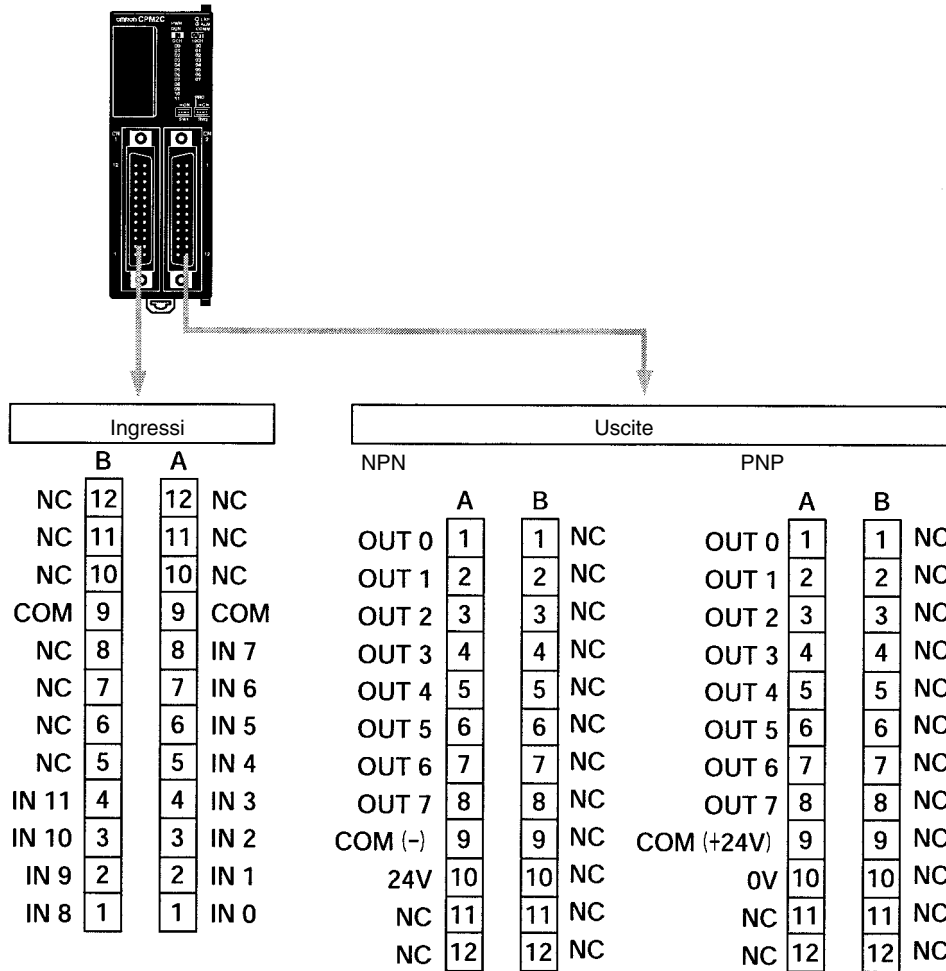 omron CPM2C
Ingressi
B A
NC 12 12 NC
NC 11 11 NC
NC 10 10 NC
COM 9 9 COM
NC 8 8 IN 7
NC 7 7 IN 6
NC 6 6 IN 5
NC 5 5 IN 4
IN 11 4 4 IN 3
IN 10 3 3 IN 2
IN 9 2 2 IN 1
IN 8 1 1 IN 0
Uscite
NPN
A B
OUT 0 1 1 NC
OUT 1 2 2 NC
OUT 2 3 3 NC
OUT 3 4 4 NC
OUT 4 5 5 NC
OUT 5 6 6 NC
OUT 6 7 7 NC
OUT 7 8 8 NC
COM (-) 9 9 NC
24V 10 10 NC
NC 11 11 NC
NC 12 12 NC
PNP
A B
OUT 0 1 1 NC
OUT 1 2 2 NC
OUT 2 3 3 NC
OUT 3 4 4 NC
OUT 4 5 5 NC
OUT 5 6 6 NC
OUT 6 7 7 NC
OUT 7 8 8 NC
COM (+24V) 9 9 NC
0V 10 10 NC
NC 11 11 NC
NC 12 12 NC